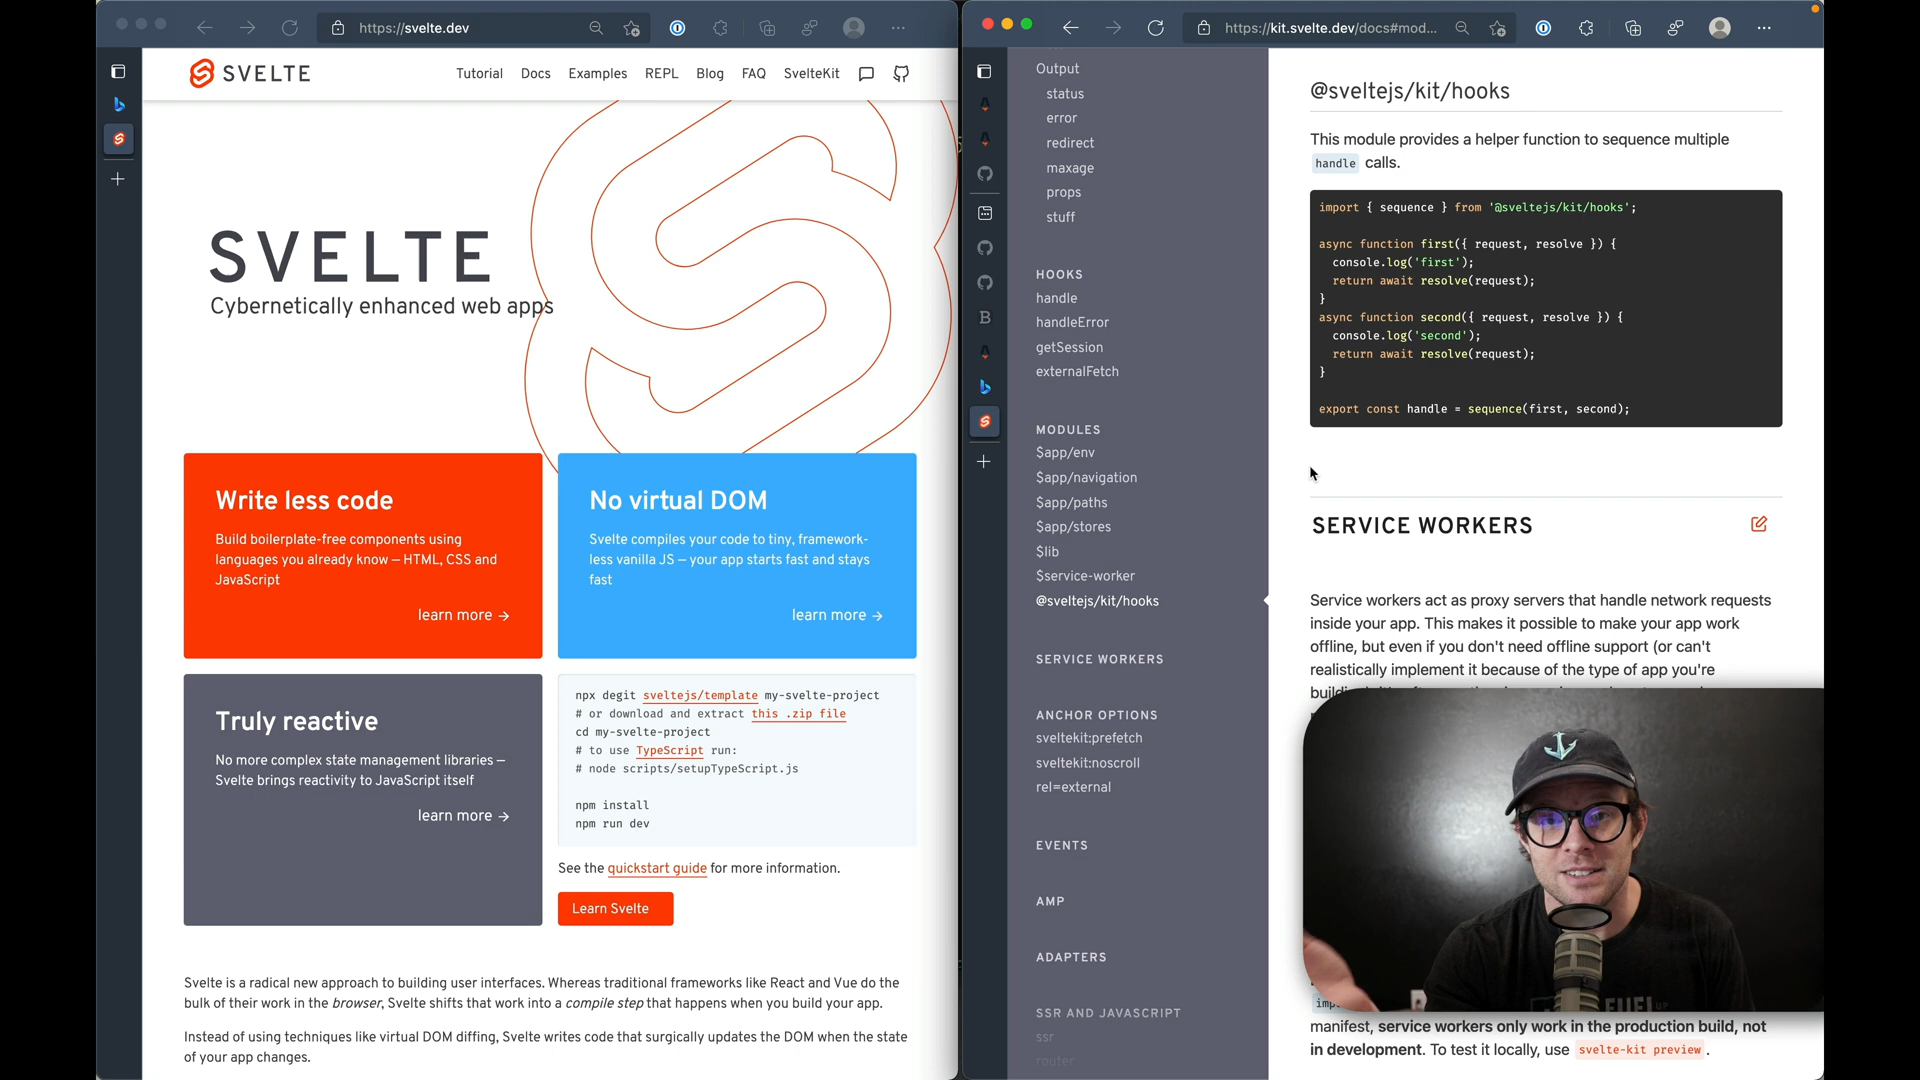 https://svelte.dev
SVELTE
Tutorial Docs Examples REPL Blog FAQ SvelteKit
SVELTE
Cybernetically enhanced web apps
Write less code
Build boilerplate-free components using
languages you already know – HTML, CSS and
JavaScript
learn more →
No virtual DOM
Svelte compiles your code to tiny, framework-
less vanilla JS – your app starts fast and stays
fast
learn more →
Truly reactive
No more complex state management libraries –
Svelte brings reactivity to JavaScript itself
learn more →
npx degit sveltejs/template my-svelte-project
# or download and extract this .zip file
cd my-svelte-project
# to use TypeScript run:
# node scripts/setupTypeScript.js
npm install
npm run dev
See the quickstart guide for more information.
Learn Svelte
Svelte is a radical new approach to building user interfaces. Whereas traditional frameworks like React and Vue do the
bulk of their work in the browser, Svelte shifts that work into a compile step that happens when you build your app.
Instead of using techniques like virtual DOM diffing, Svelte writes code that surgically updates the DOM when the state
of your app changes.
https://kit.svelte.dev/docs#mod...
Output
status
error
redirect
maxage
props
stuff
HOOKS
handle
handleError
getSession
externalFetch
MODULES
$app/env
$app/navigation
$app/paths
$app/stores
$lib
$service-worker
@sveltejs/kit/hooks
SERVICE WORKERS
ANCHOR OPTIONS
sveltekit:prefetch
sveltekit:noscroll
rel=external
EVENTS
AMP
ADAPTERS
SSR AND JAVASCRIPT
ssr
router
@sveltejs/kit/hooks
This module provides a helper function to sequence multiple
handle calls.
import { sequence } from '@sveltejs/kit/hooks';
async function first({ request, resolve }) {
console.log('first');
return await resolve(request);
}
async function second({ request, resolve }) {
console.log('second');
return await resolve(request);
}
export const handle = sequence(first, second);
SERVICE WORKERS
Service workers act as proxy servers that handle network requests
inside your app. This makes it possible to make your app work
offline, but even if you don't need offline support (or can't
realistically implement it because of the type of app you're
manifest, service workers only work in the production build, not
in development. To test it locally, use svelte-kit preview .